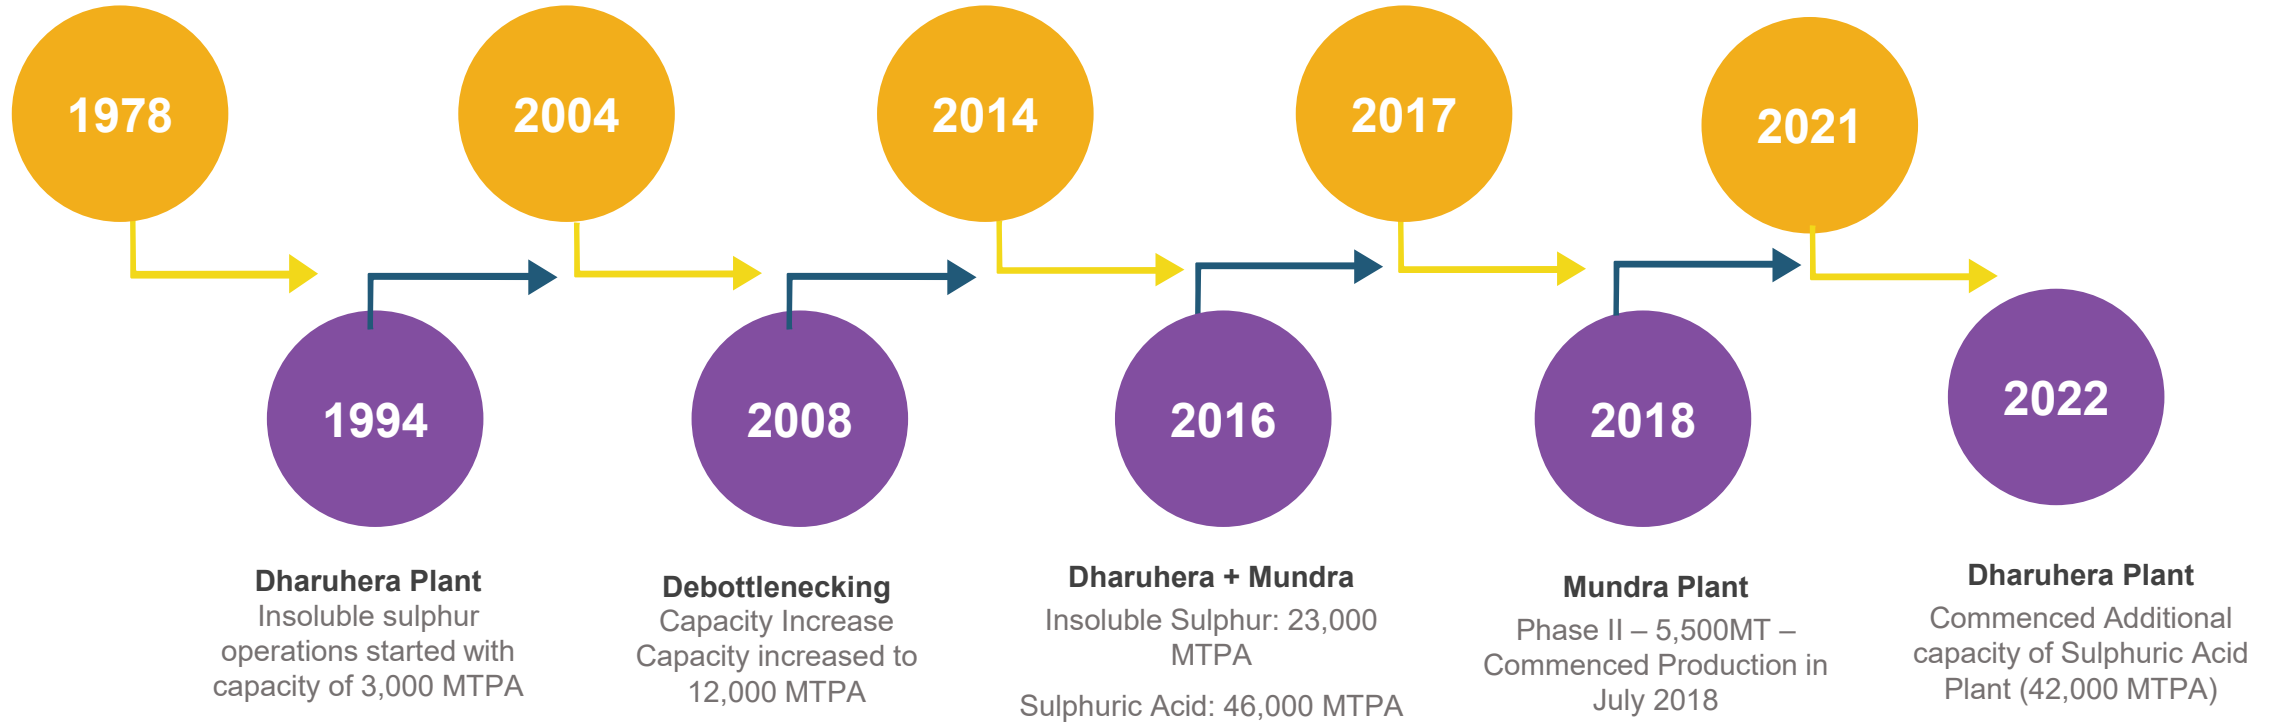 1978
2004
2014
2017
2021
1994
2008
2016
2018
2022
Dharuhera Plant
Insoluble sulphur
operations started with
capacity of 3,000 MTPA
Debottlenecking
Capacity Increase
Capacity increased to
12,000 MTPA
Dharuhera + Mundra
Insoluble Sulphur: 23,000
MTPA
Sulphuric Acid: 46,000 MTPA
Mundra Plant
Phase II – 5,500MT –
Commenced Production in
July 2018
Dharuhera Plant
Commenced Additional
capacity of Sulphuric Acid
Plant (42,000 MTPA)